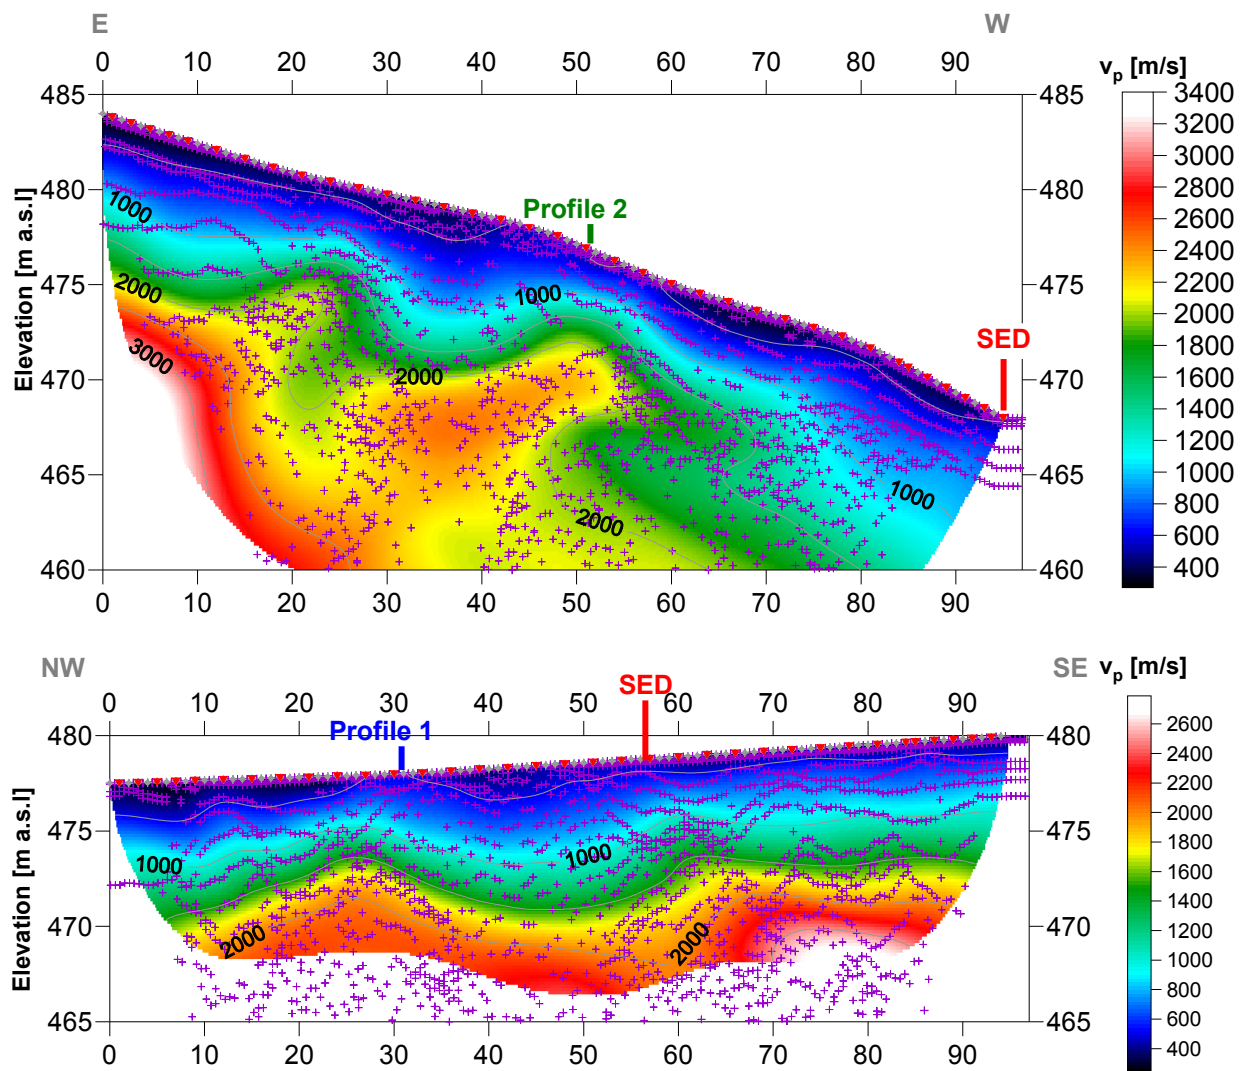 E W
0 10 20 30 40 50 60 70 80 90
v_p [m/s]
485 485 3400
3200
3000
480 480 2800
1000 2600
Profile 2 2400
475 475 2200
2000 1000 2000
3000 SED 1800
470 2000 470 1600
1400
1200
465 465 1000
1000 800
2000 600
400
460 460
Elevation [m a.s.l]
0 10 20 30 40 50 60 70 80 90
NW SED SE v_p [m/s]
0 10 20 30 40 50 60 70 80 90
Profile 1
480 480 2600
2400
2200
2000
475 475 1800
1000 1000 1600
1400
1200
470 470 1000
2000 2000 800
600
400
465 465
Elevation [m a.s.l]
0 10 20 30 40 50 60 70 80 90